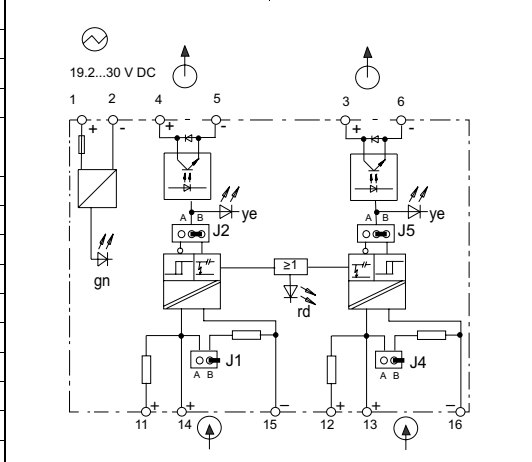 19.2...30 V DC
1 2 4 5 3 6
+ - + - + -
ye ye
A B J2 A B J5
gn
≥1
rd
J1 J4
A B A B
+ + − + + −
11 14 15 12 13 16